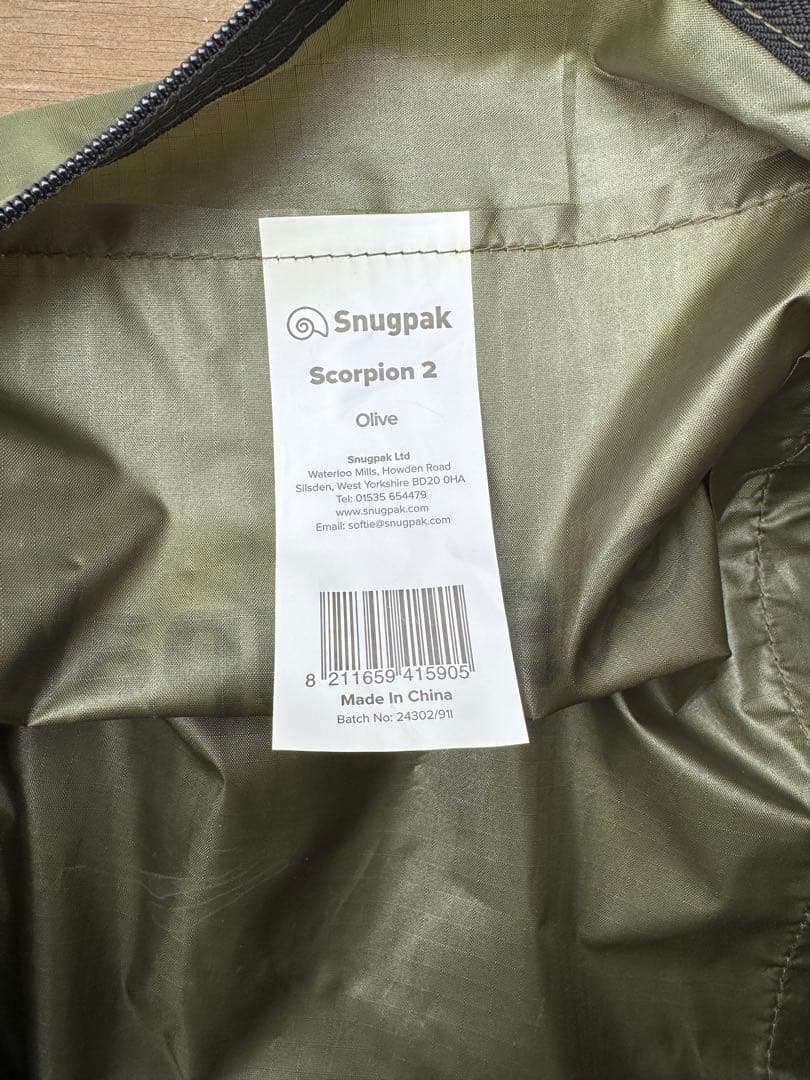 Snugpak
Scorpion 2
Olive
Snugpak Ltd
Waterloo Mills, Howden Road
Silsden, West Yorkshire BD20 0HA
Tel: 01535 654479
www.snugpak.com
Email: softie@snugpak.com
8 211659 415905
Made In China
Batch No: 24302/91l